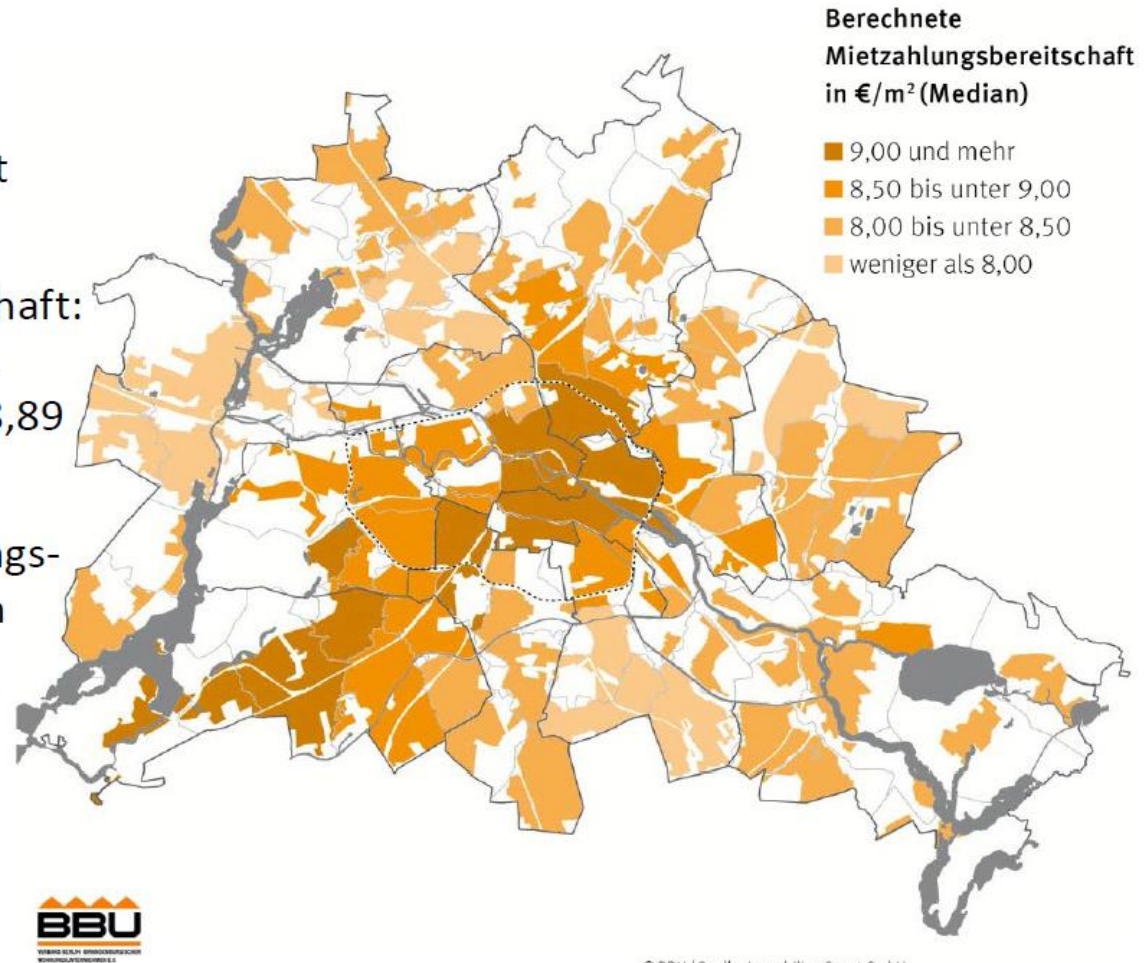 t
haft:
8,89
ngs-
n
Berechnete
Mietzahlungsbereitschaft
in €/m² (Median)
9,00 und mehr
8,50 bis unter 9,00
8,00 bis unter 8,50
weniger als 8,00
BBU